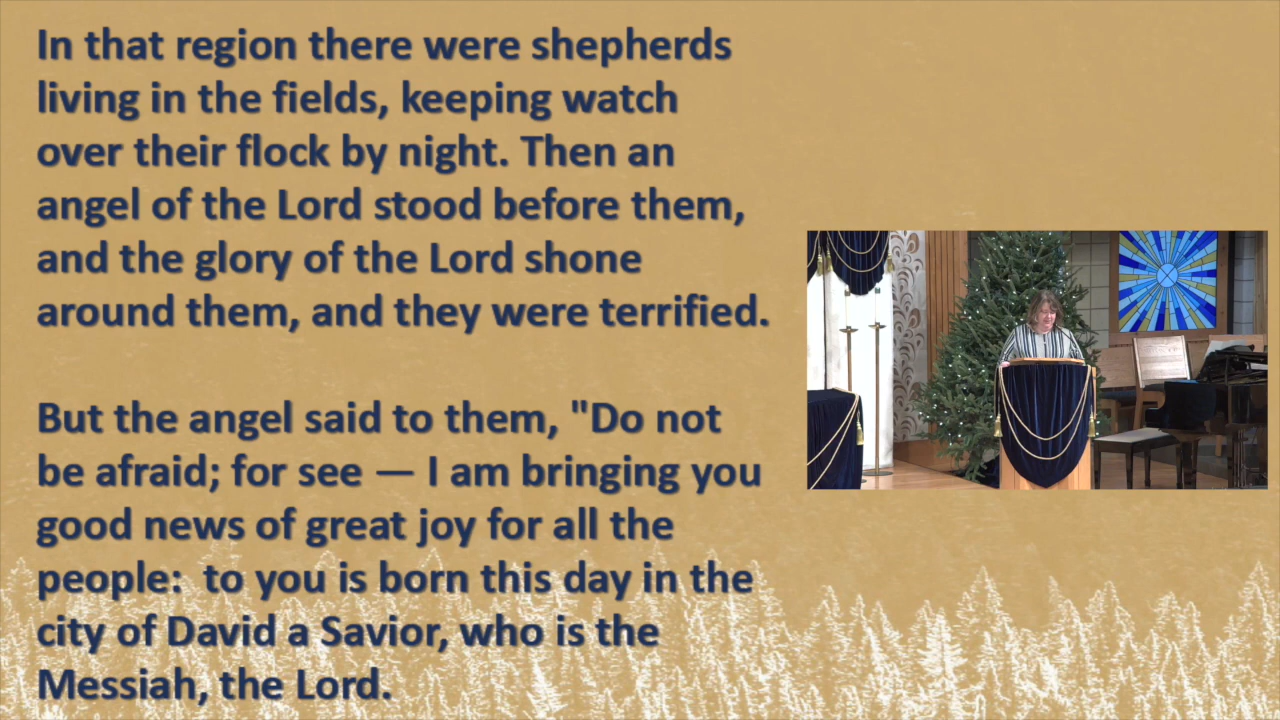 In that region there were shepherds
living in the fields, keeping watch
over their flock by night. Then an
angel of the Lord stood before them,
and the glory of the Lord shone
around them, and they were terrified.
But the angel said to them, "Do not
be afraid; for see — I am bringing you
good news of great joy for all the
people:  to you is born this day in the
city of David a Savior, who is the
Messiah, the Lord.